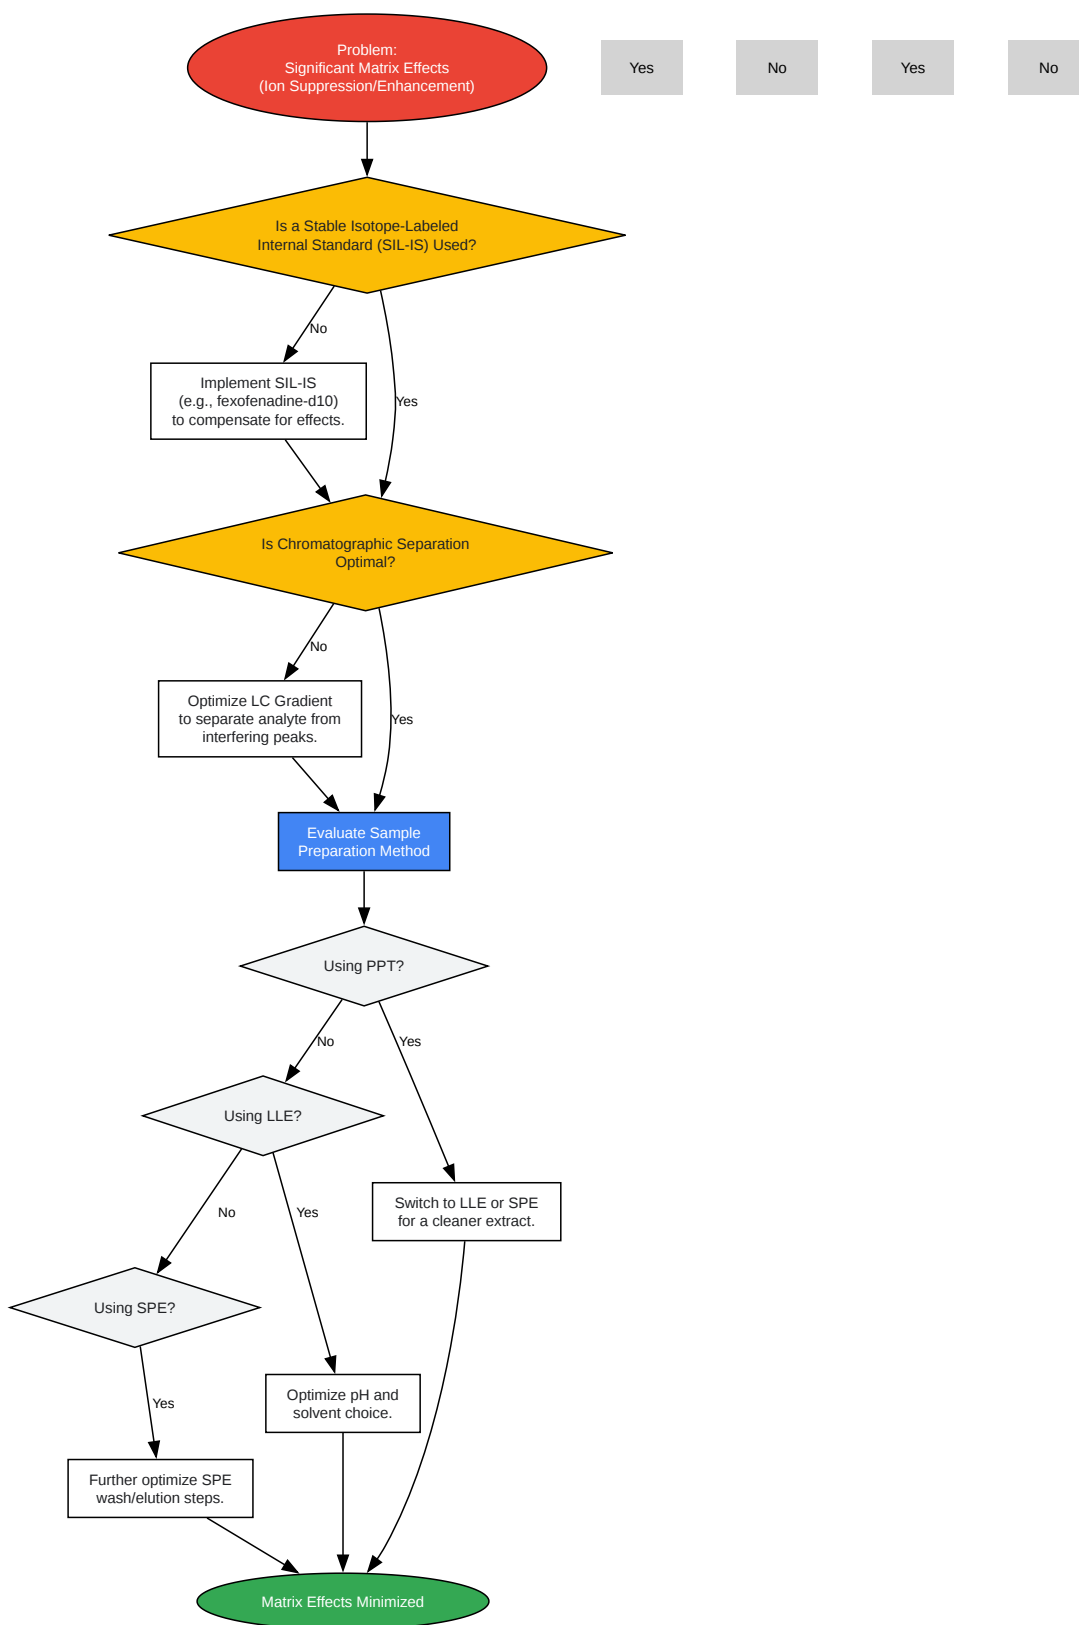 Problem:
Significant Matrix Effects
(Ion Suppression/Enhancement)
Yes
No
Yes
No
Is a Stable Isotope-Labeled
Internal Standard (SIL-IS) Used?
No
Implement SIL-IS
(e.g., fexofenadine-d10)
to compensate for effects.
Yes
Is Chromatographic Separation
Optimal?
No
Optimize LC Gradient
to separate analyte from
interfering peaks.
Yes
Evaluate Sample
Preparation Method
Using PPT?
No
Yes
Using LLE?
Switch to LLE or SPE
for a cleaner extract.
No
Yes
Using SPE?
Optimize pH and
solvent choice.
Yes
Further optimize SPE
wash/elution steps.
Matrix Effects Minimized